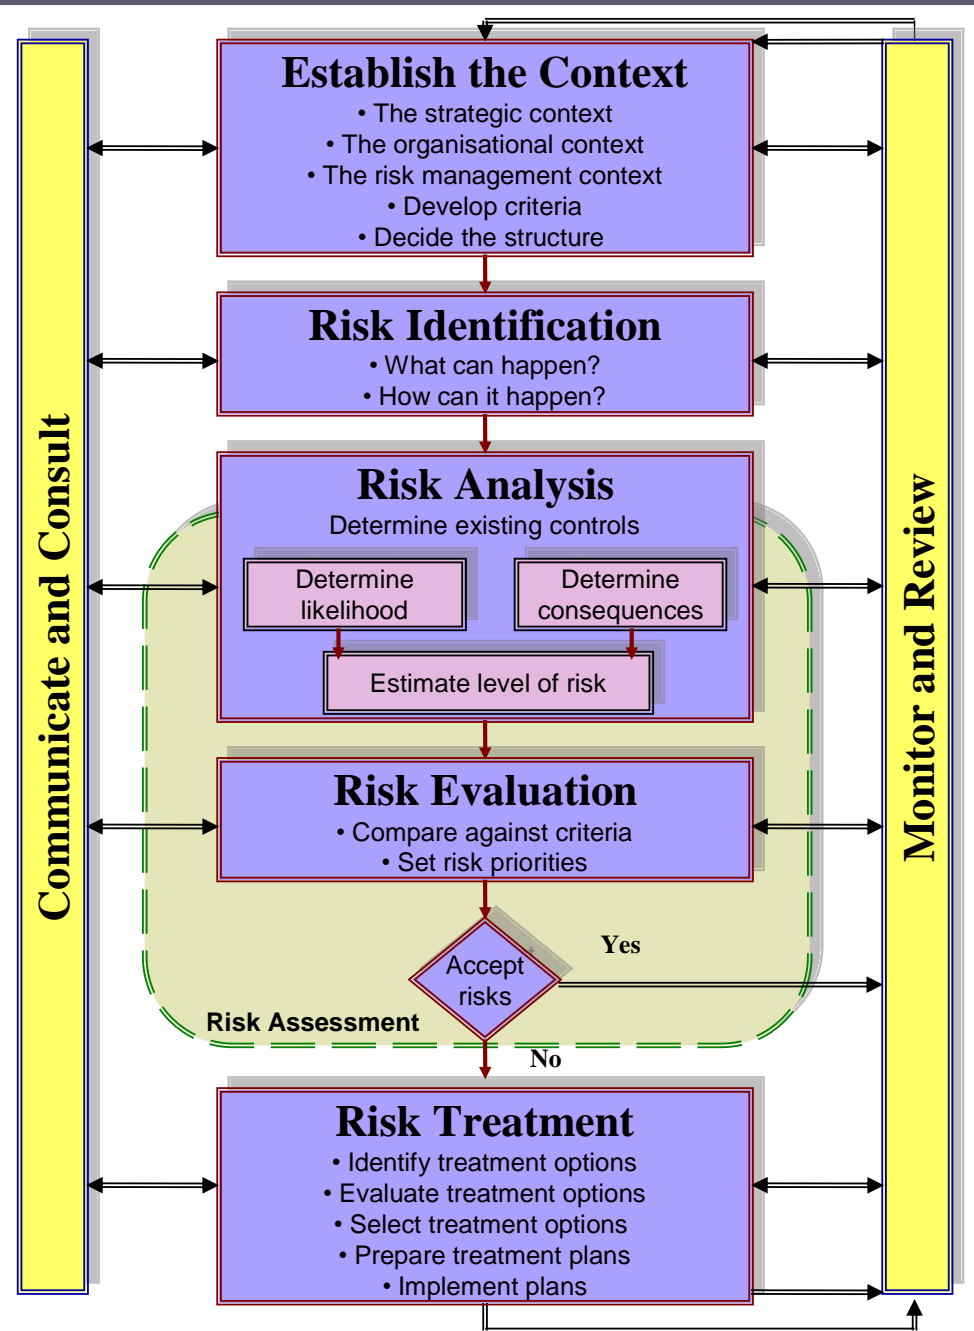 Establish the Context
• The strategic context
• The organisational context
• The risk management context
• Develop criteria
• Decide the structure
Risk Identification
• What can happen?
• How can it happen?
Risk Analysis
Determine existing controls
Determine
likelihood
Determine
consequences
Estimate level of risk
Risk Evaluation
• Compare against criteria
• Set risk priorities
Accept
risks
Yes
Risk Assessment
No
Risk Treatment
• Identify treatment options
• Evaluate treatment options
• Select treatment options
• Prepare treatment plans
• Implement plans
Communicate and Consult
Monitor and Review